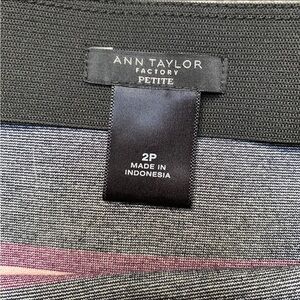 ANN TAYLOR
FACTORY
PETITE
2P
MADE IN
INDONESIA